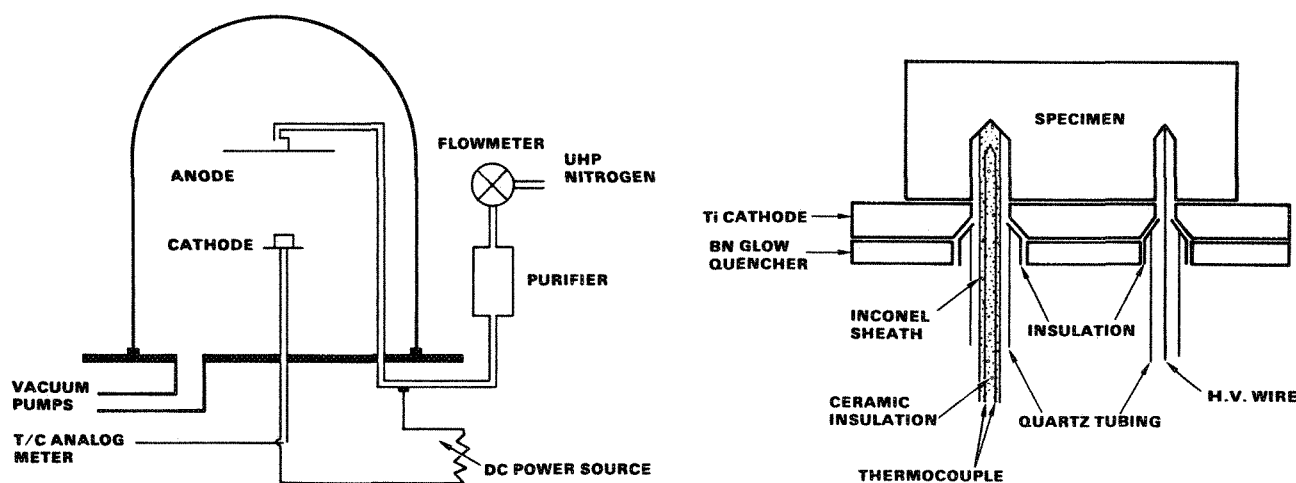 FLOWMETER
UHP
NITROGEN
ANODE
CATHODE
PURIFIER
VACUUM
PUMPS
T/C ANALOG
METER
DC POWER SOURCE
SPECIMEN
Ti CATHODE
BN GLOW
QUENCHER
INCONEL
SHEATH
INSULATION
CERAMIC
INSULATION
QUARTZ TUBING
H.V. WIRE
THERMOCOUPLE